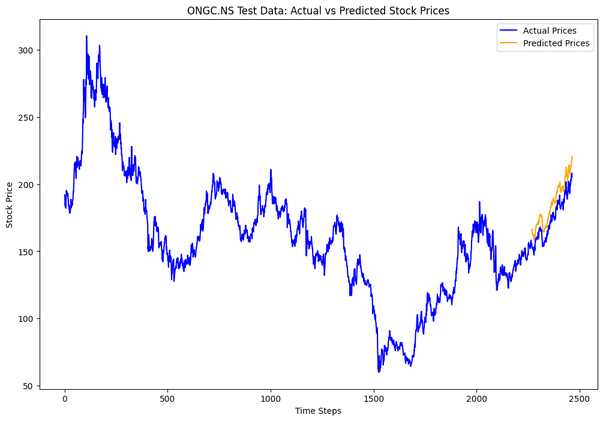 ONGC.NS Test Data: Actual vs Predicted Stock Prices
Actual Prices
Predicted Prices
Stock Price
300
250
200
150
100
50
0
500
1000
1500
2000
2500
Time Steps